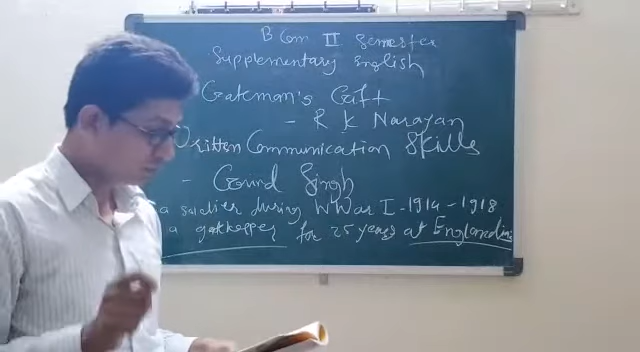 B Com II Semester
Supplementary English
Gateman's Gift
- R K Narayan
Written Communication Skills
- Govind Singh
a soldier during WWar I - 1914 - 1918
a gatekeeper for 25 years at Engladia